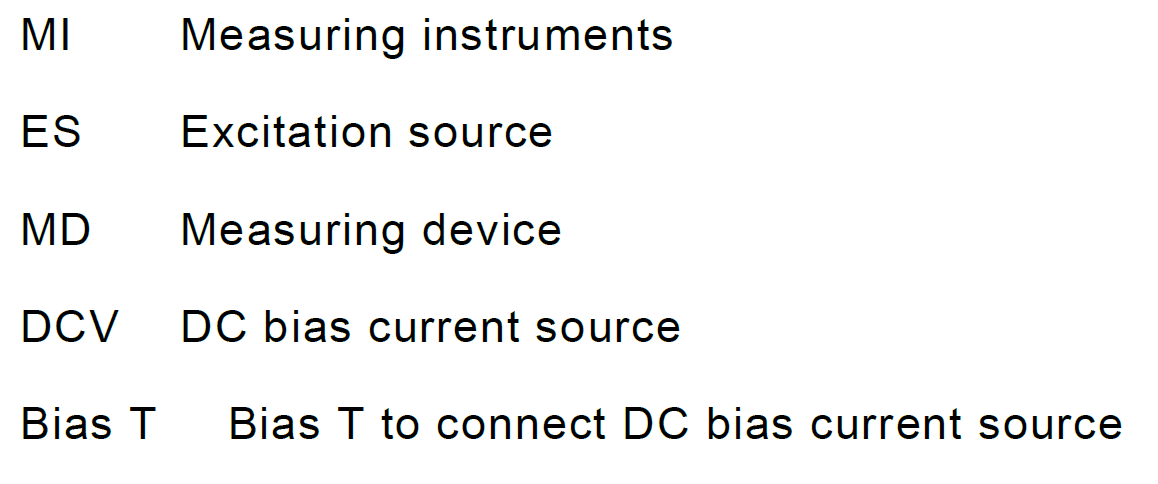 MI Measuring instruments
ES Excitation source
MD Measuring device
DCV DC bias current source
Bias T Bias T to connect DC bias current source